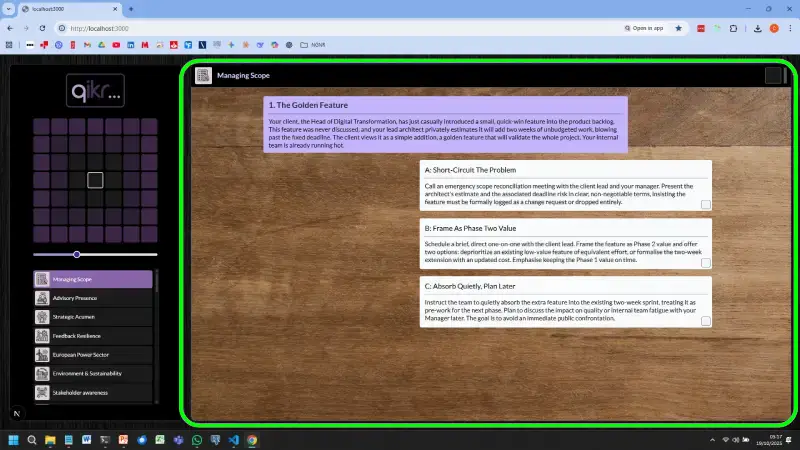 localhost:3000
http://localhost:3000
Open in app
NONR
qikr...
Managing Scope
Advisory Presence
Strategic Acumen
Feedback Resilience
European Power Sector
Environment & Sustainability
Stakeholder awareness
N
Managing Scope
1. The Golden Feature
Your client, the Head of Digital Transformation, has just casually introduced a small, quick-win feature into the product backlog.
This feature was never discussed, and your lead architect privately estimates it will add two weeks of unbudgeted work, blowing
past the fixed deadline. The client views it as a simple addition, a golden feature that will validate the whole project. Your internal
team is already running hot.
A: Short-Circuit The Problem
Call an emergency scope reconciliation meeting with the client lead and your manager. Present the
architect's estimate and the associated deadline risk in clear, non-negotiable terms, insisting the
feature must be formally logged as a change request or dropped entirely.
B: Frame As Phase Two Value
Schedule a brief, direct one-on-one with the client lead. Frame the feature as Phase 2 value and offer
two options: deprioritize an existing low-value feature of equivalent effort, or formalise the two-week
extension with an updated cost. Emphasise keeping the Phase 1 value on time.
C: Absorb Quietly, Plan Later
Instruct the team to quietly absorb the extra feature into the existing two-week sprint, treating it as
pre-work for the next phase. Plan to discuss the impact on quality or internal team fatigue with your
Manager later. The goal is to avoid an immediate public confrontation.
05:17
19/10/2025